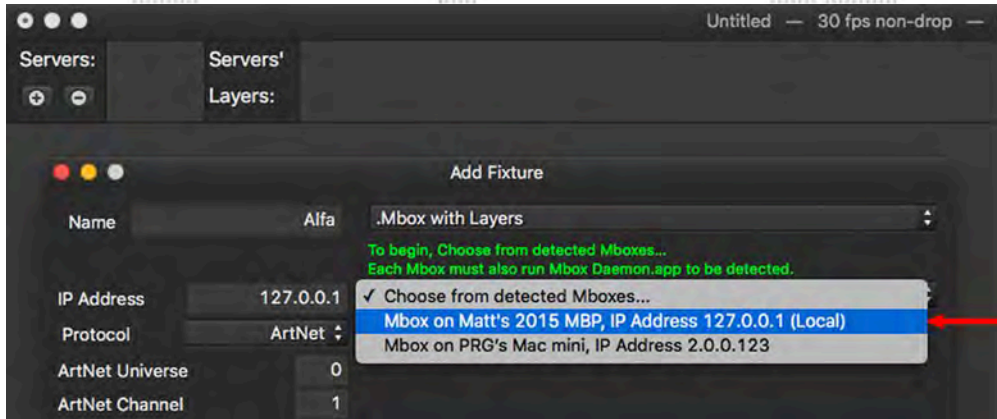 Untitled — 30 fps non-drop —
Servers: Servers'
Layers:
Add Fixture
Name Alfa .Mbox with Layers
To begin, Choose from detected Mboxes...
Each Mbox must also run Mbox Daemon.app to be detected.
IP Address 127.0.0.1 ✓ Choose from detected Mboxes...
Mbox on Matt's 2015 MBP, IP Address 127.0.0.1 (Local)
Protocol ArtNet
Mbox on PRG's Mac mini, IP Address 2.0.0.123
ArtNet Universe 0
ArtNet Channel 1